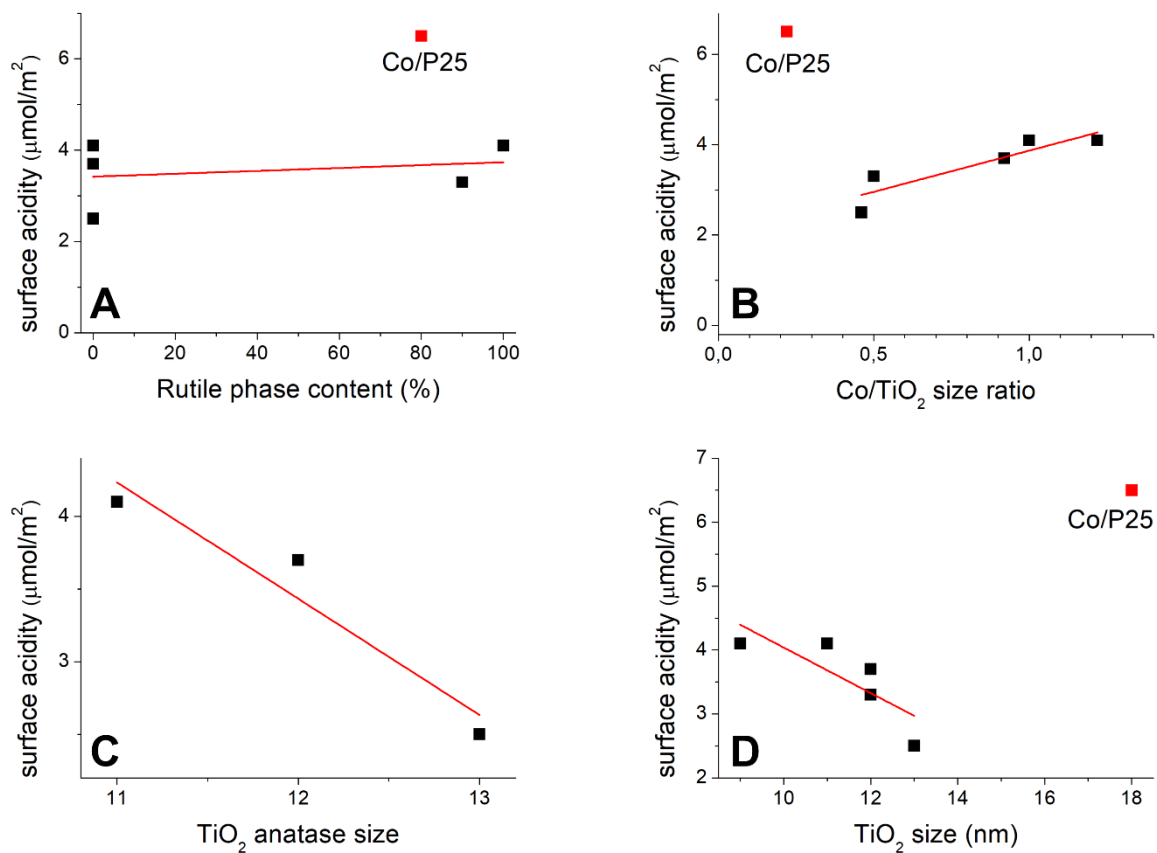 surface acidity (μmol/m²)
6
4
2
0
Co/P25
A
0
20
40
60
80
100
Rutile phase content (%)
surface acidity (μmol/m²)
6
4
2
0
Co/P25
B
0,0
0,5
1,0
Co/TiO₂ size ratio
surface acidity (μmol/m²)
4
3
C
11
12
13
TiO₂ anatase size
surface acidity (μmol/m²)
7
6
5
4
3
2
Co/P25
D
10
12
14
16
18
TiO₂ size (nm)